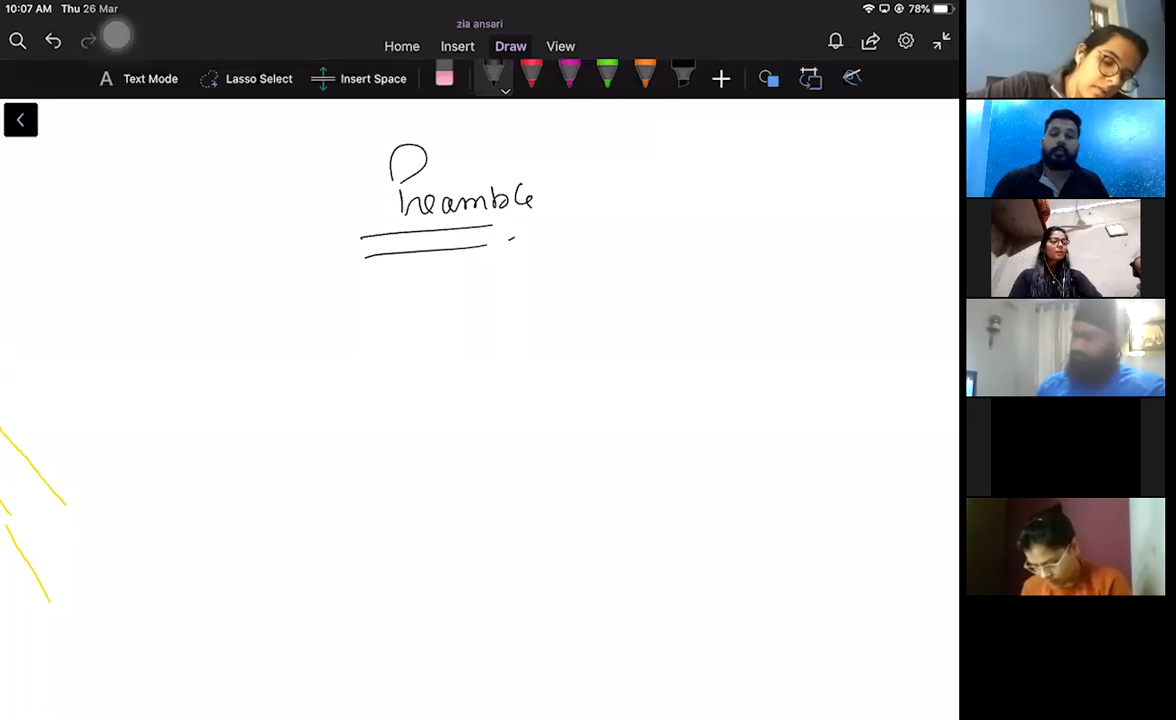 10:07 AM Thu 26 Mar
78%
zia ansari
Home Insert Draw View
Text Mode Lasso Select Insert Space
Preamble